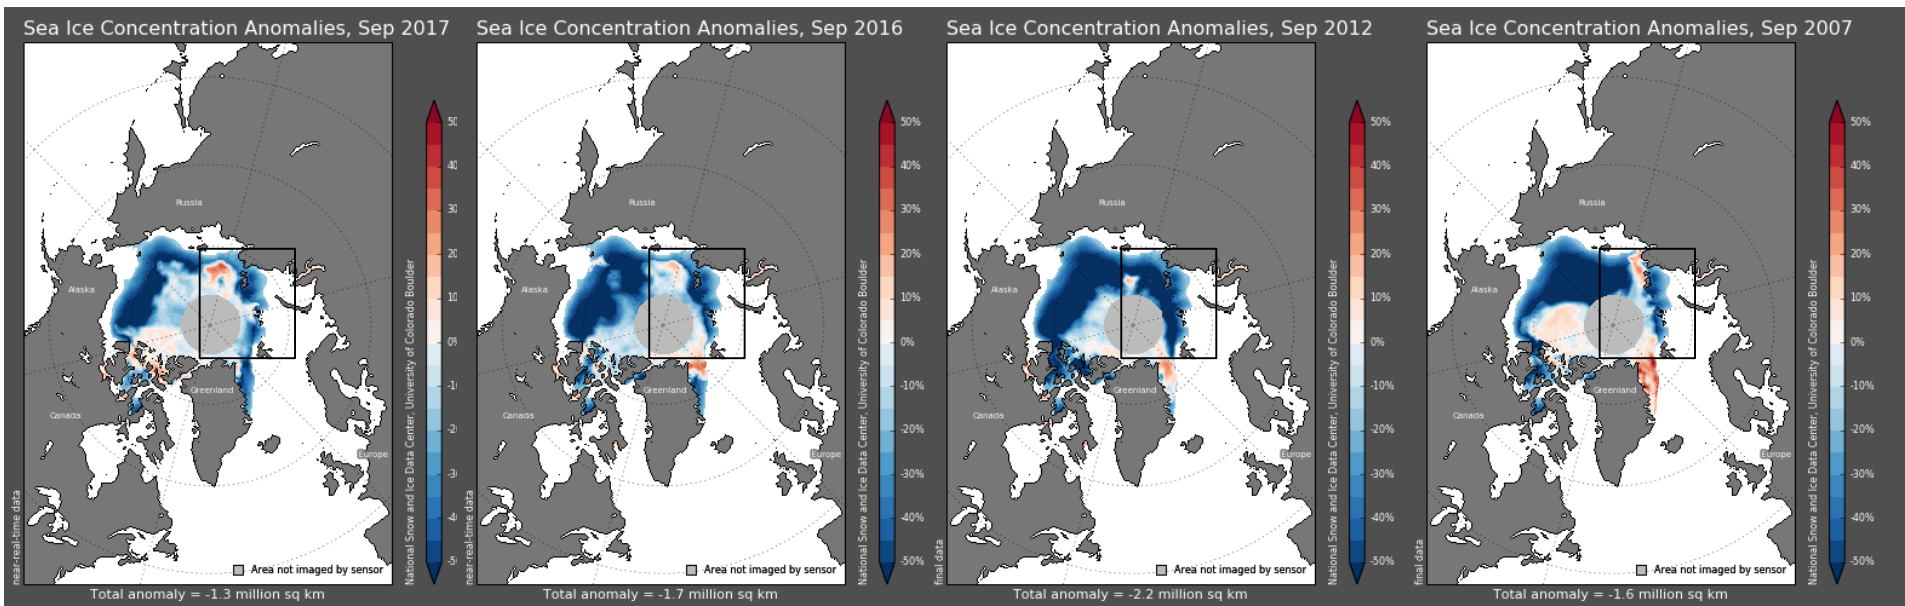 Sea Ice Concentration Anomalies, Sep 2017
Russia
Alaska
Canada
Greenland
Europe
50
40
30
20
10
0%
-10
-20
-30
-40
-50
National Snow and Ice Data Center, University of Colorado Boulder
near-real-time data
Area not imaged by sensor
Total anomaly = -1.3 million sq km
Sea Ice Concentration Anomalies, Sep 2016
Russia
Alaska
Canada
Greenland
Europe
50%
40%
30%
20%
10%
0%
-10%
-20%
-30%
-40%
-50%
National Snow and Ice Data Center, University of Colorado Boulder
near-real-time data
Area not imaged by sensor
Total anomaly = -1.7 million sq km
Sea Ice Concentration Anomalies, Sep 2012
Russia
Alaska
Canada
Greenland
Europe
50%
40%
30%
20%
10%
0%
-10%
-20%
-30%
-40%
-50%
National Snow and Ice Data Center, University of Colorado Boulder
final data
Area not imaged by sensor
Total anomaly = -2.2 million sq km
Sea Ice Concentration Anomalies, Sep 2007
Russia
Alaska
Canada
Greenland
Europe
50%
40%
30%
20%
10%
0%
-10%
-20%
-30%
-40%
-50%
National Snow and Ice Data Center, University of Colorado Boulder
final data
Area not imaged by sensor
Total anomaly = -1.6 million sq km